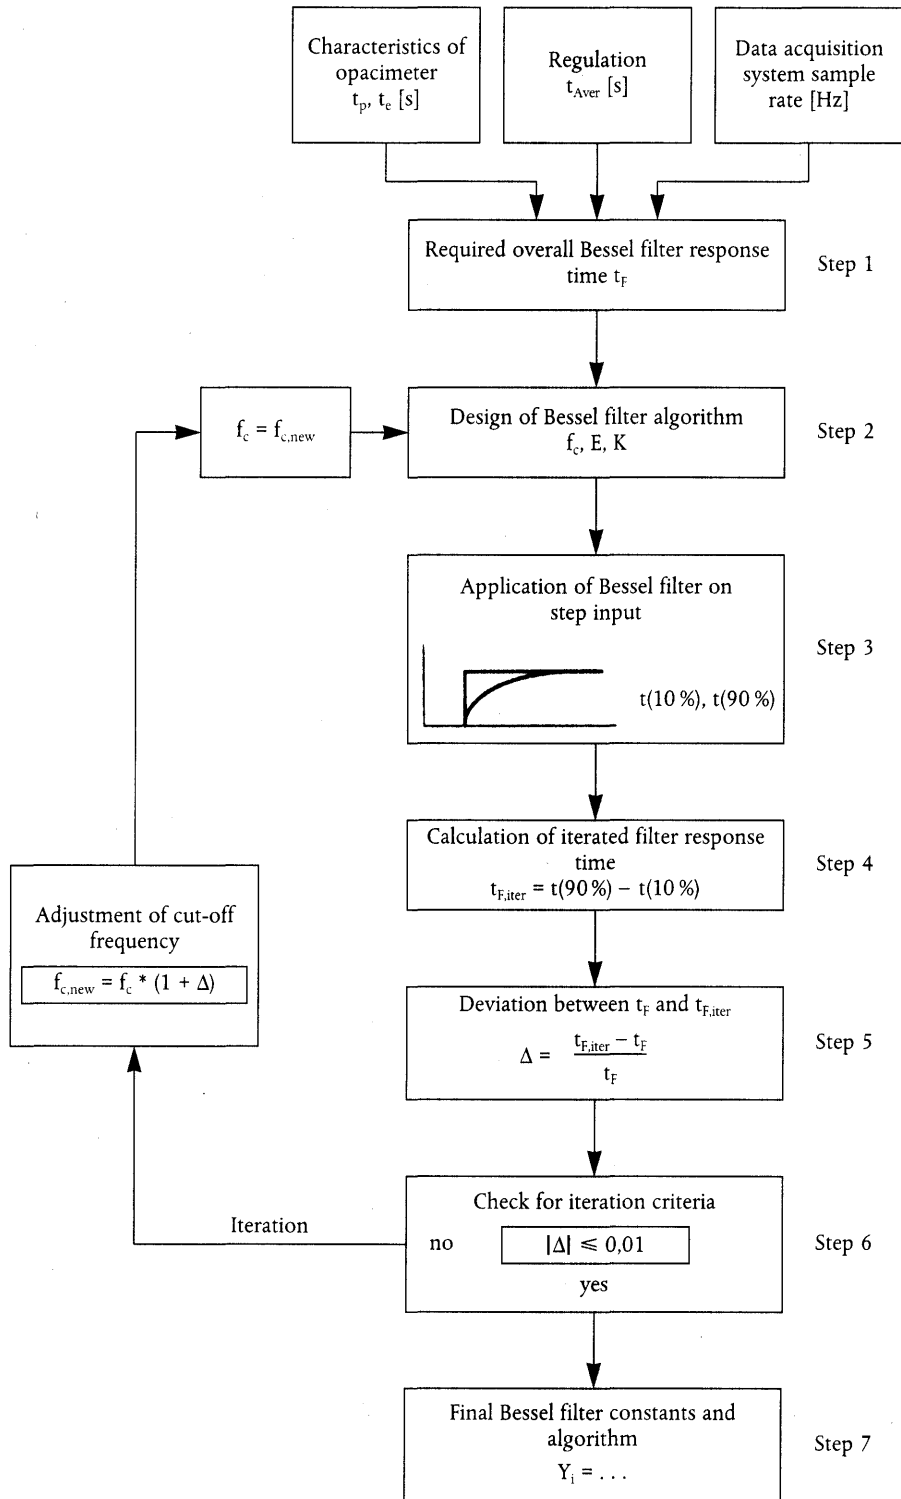 Characteristics of
opacimeter
tp, te [s]
Regulation
tAver [s]
Data acquisition
system sample
rate [Hz]
Required overall Bessel filter response
time tF
Step 1
fc = fc,new
Design of Bessel filter algorithm
fc, E, K
Step 2
Application of Bessel filter on
step input
t(10 %), t(90 %)
Step 3
Calculation of iterated filter response
time
tF,iter = t(90 %) – t(10 %)
Step 4
Adjustment of cut-off
frequency
fc,new = fc * (1 + Δ)
Deviation between tF and tF,iter
Δ = (tF,iter – tF) / tF
Step 5
Iteration
Check for iteration criteria
no
|Δ| ≤ 0,01
yes
Step 6
Final Bessel filter constants and
algorithm
Yi = . . .
Step 7